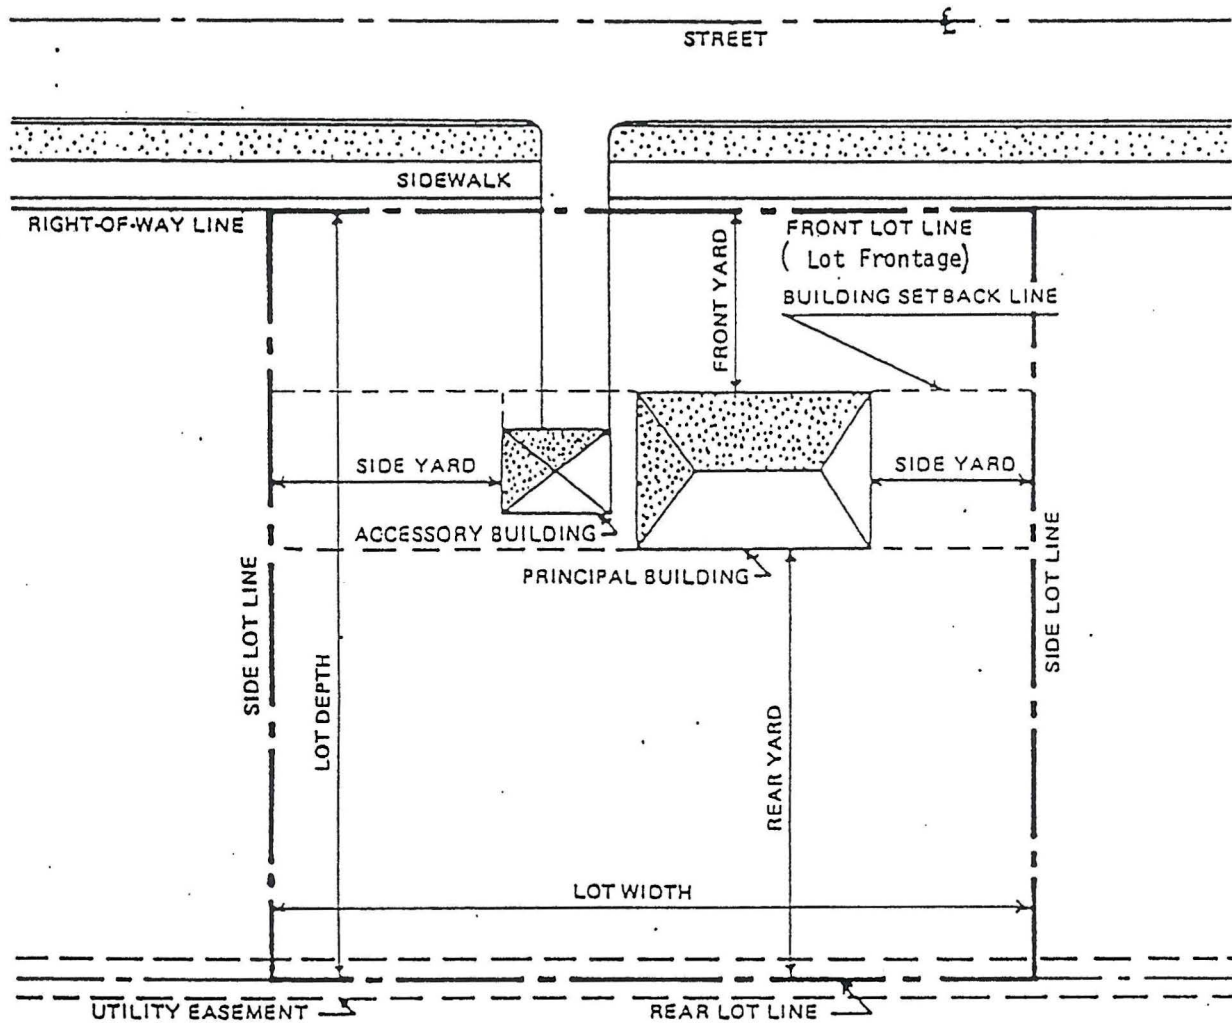 ℄
STREET
SIDEWALK
RIGHT-OF-WAY LINE
FRONT LOT LINE
( Lot Frontage)
BUILDING SETBACK LINE
FRONT YARD
SIDE YARD
SIDE YARD
ACCESSORY BUILDING
PRINCIPAL BUILDING
SIDE LOT LINE
LOT DEPTH
REAR YARD
SIDE LOT LINE
LOT WIDTH
UTILITY EASEMENT
REAR LOT LINE